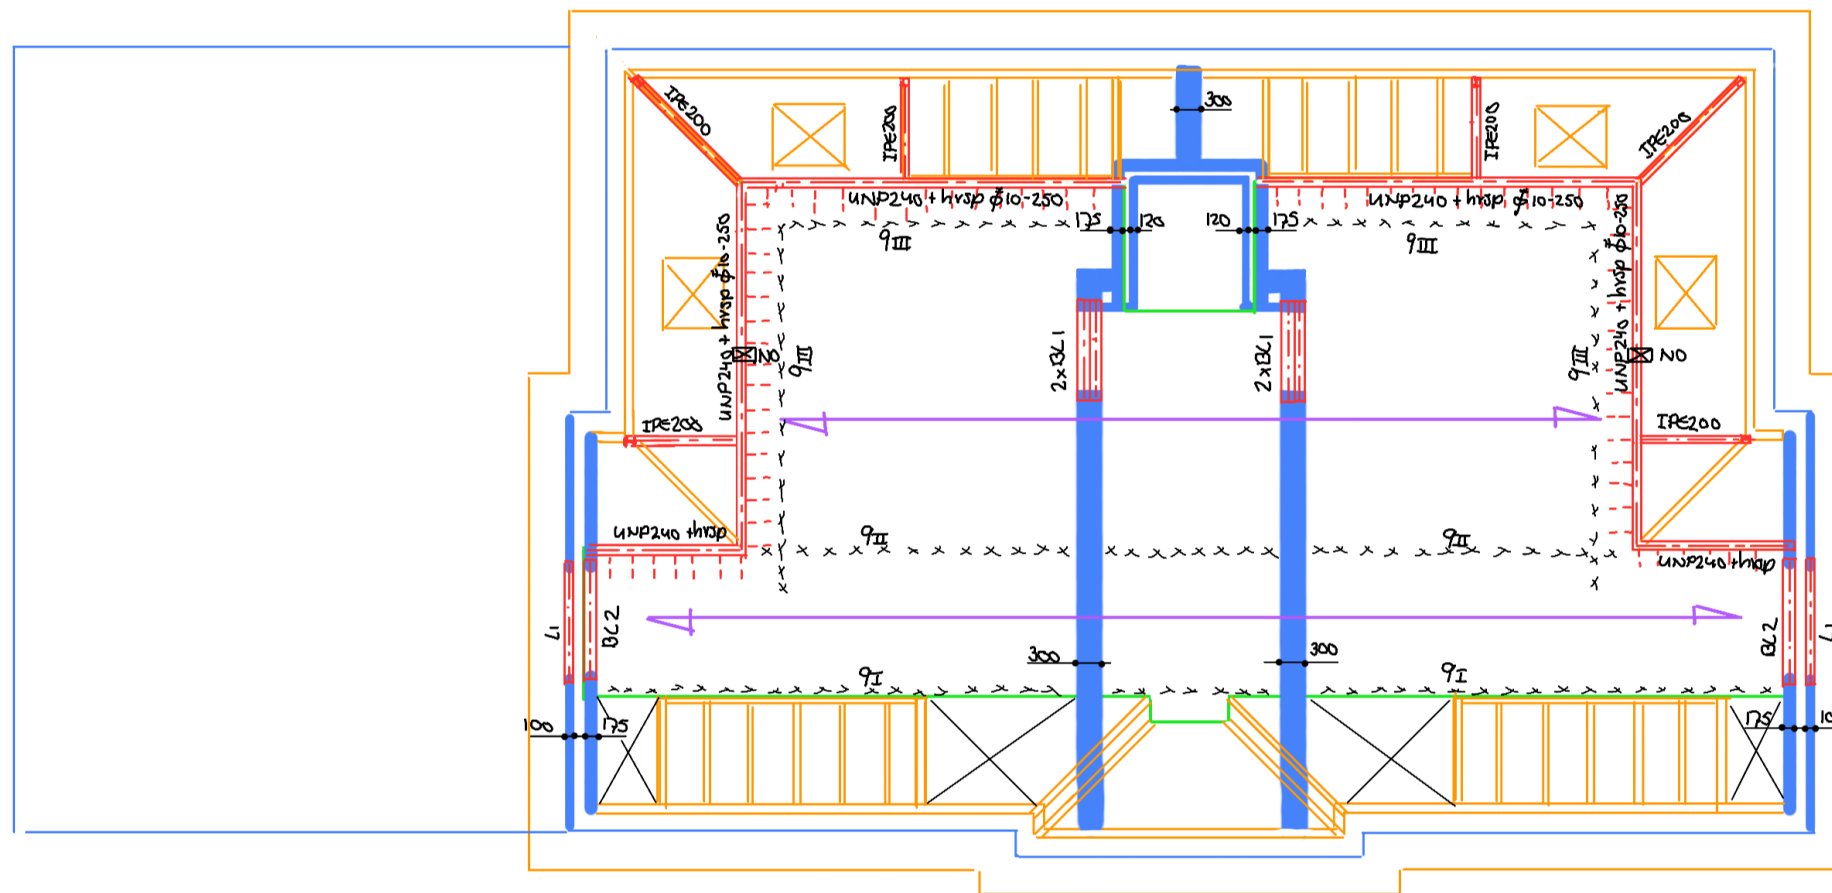 IPE200
IPE200
300
IPE200
IPE200
UNP240 + hrsp ϕ10-250
UNP240 + hrsp ϕ10-250
175
120
120
175
9III
9III
UNP240 + hrsp ϕ10-250
UNP240 + hrsp ϕ10-250
NO
9III
2xBL1
2xBL1
9III
NO
IPE200
IPE200
UNP240 +hrsp
9II
9II
UNP240+hrsp
L1
BL2
BL2
L1
300
300
9I
9I
100
175
175
10